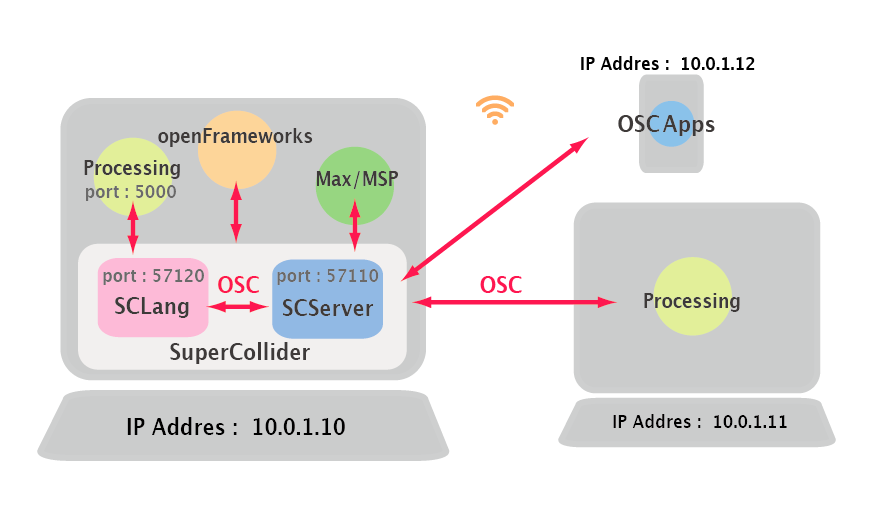 IP Addres : 10.0.1.12
OSC Apps
openFrameworks
Processing
port : 5000
Max/MSP
port : 57120
SCLang
OSC
port : 57110
SCServer
SuperCollider
OSC
Processing
IP Addres : 10.0.1.10
IP Addres : 10.0.1.11